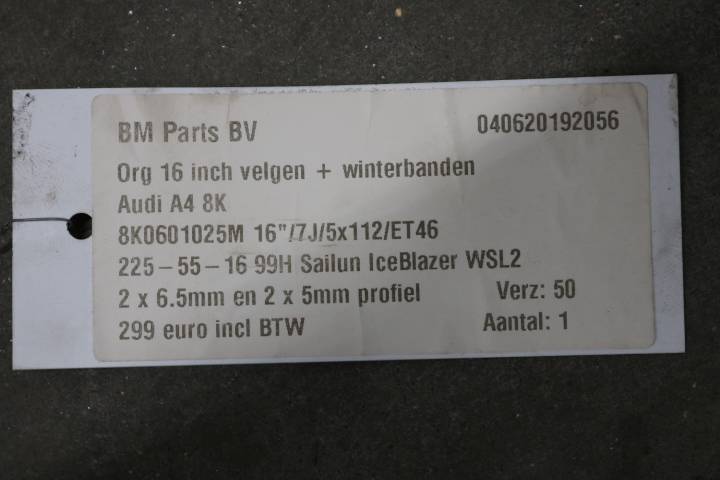 BM Parts BV 040620192056
Org 16 inch velgen + winterbanden
Audi A4 8K
8K0601025M 16"/7J/5x112/ET46
225-55-16 99H Sailun IceBlazer WSL2
2 x 6.5mm en 2 x 5mm profiel Verz: 50
299 euro incl BTW Aantal: 1